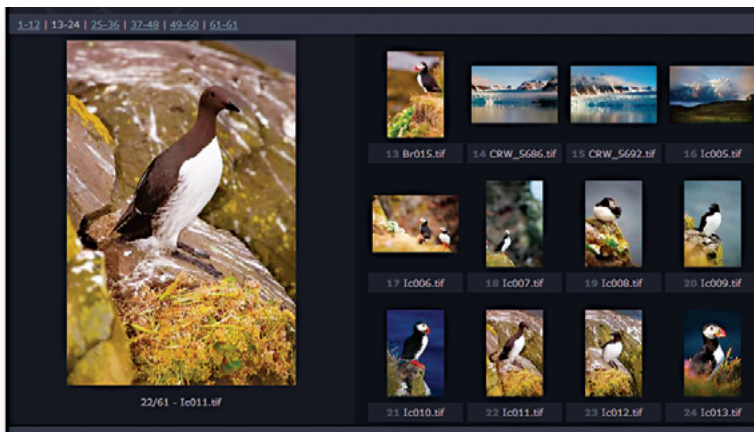 1-12 | 13-24 | 25-36 | 37-48 | 49-60 | 61-61
22/61 - Ic011.tif
13 Br015.tif
14 CRW_5686.tif
15 CRW_5692.tif
16 Ic005.tif
17 Ic006.tif
18 Ic007.tif
19 Ic008.tif
20 Ic009.tif
21 Ic010.tif
22 Ic011.tif
23 Ic012.tif
24 Ic013.tif